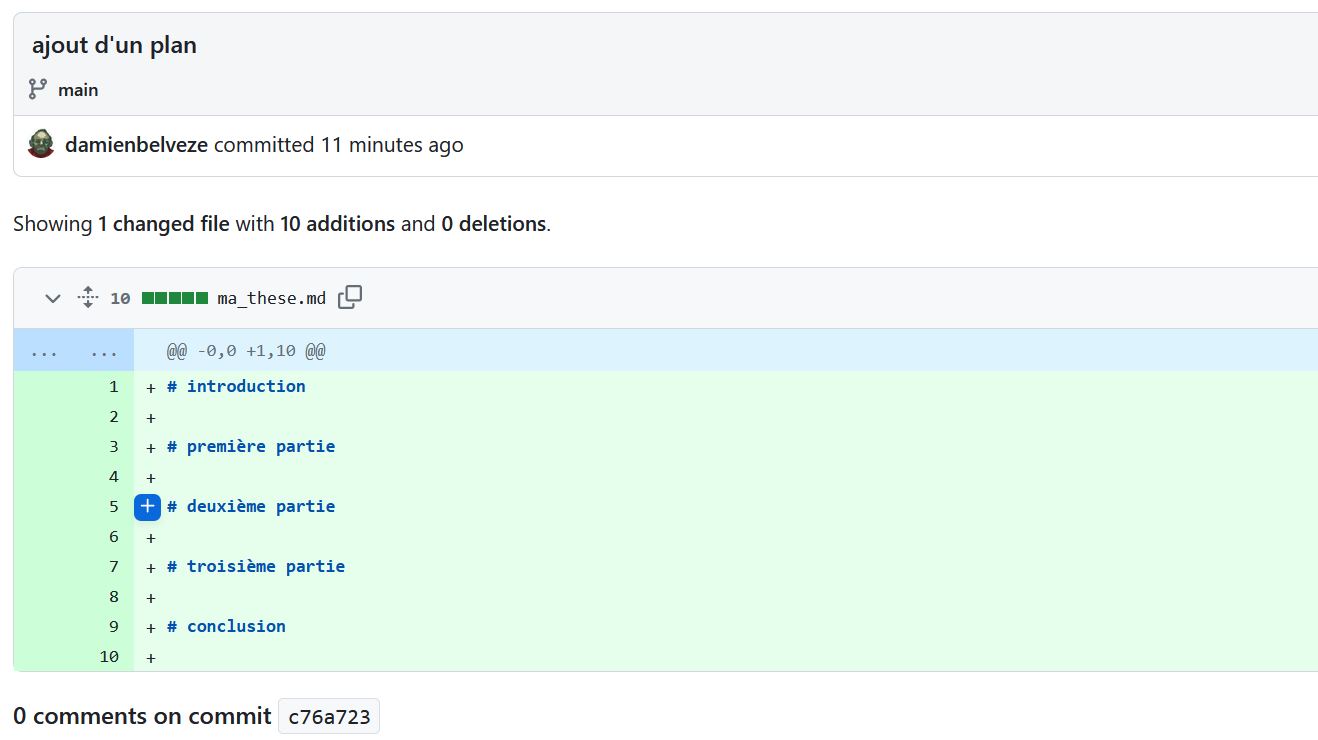 ajout d'un plan
main
damienbelveze committed 11 minutes ago
Showing 1 changed file with 10 additions and 0 deletions.
10 ma_these.md
... ... @@ -0,0 +1,10 @@
1 + # introduction
2 +
3 + # première partie
4 +
5 + # deuxième partie
6 +
7 + # troisième partie
8 +
9 + # conclusion
10 +
0 comments on commit c76a723